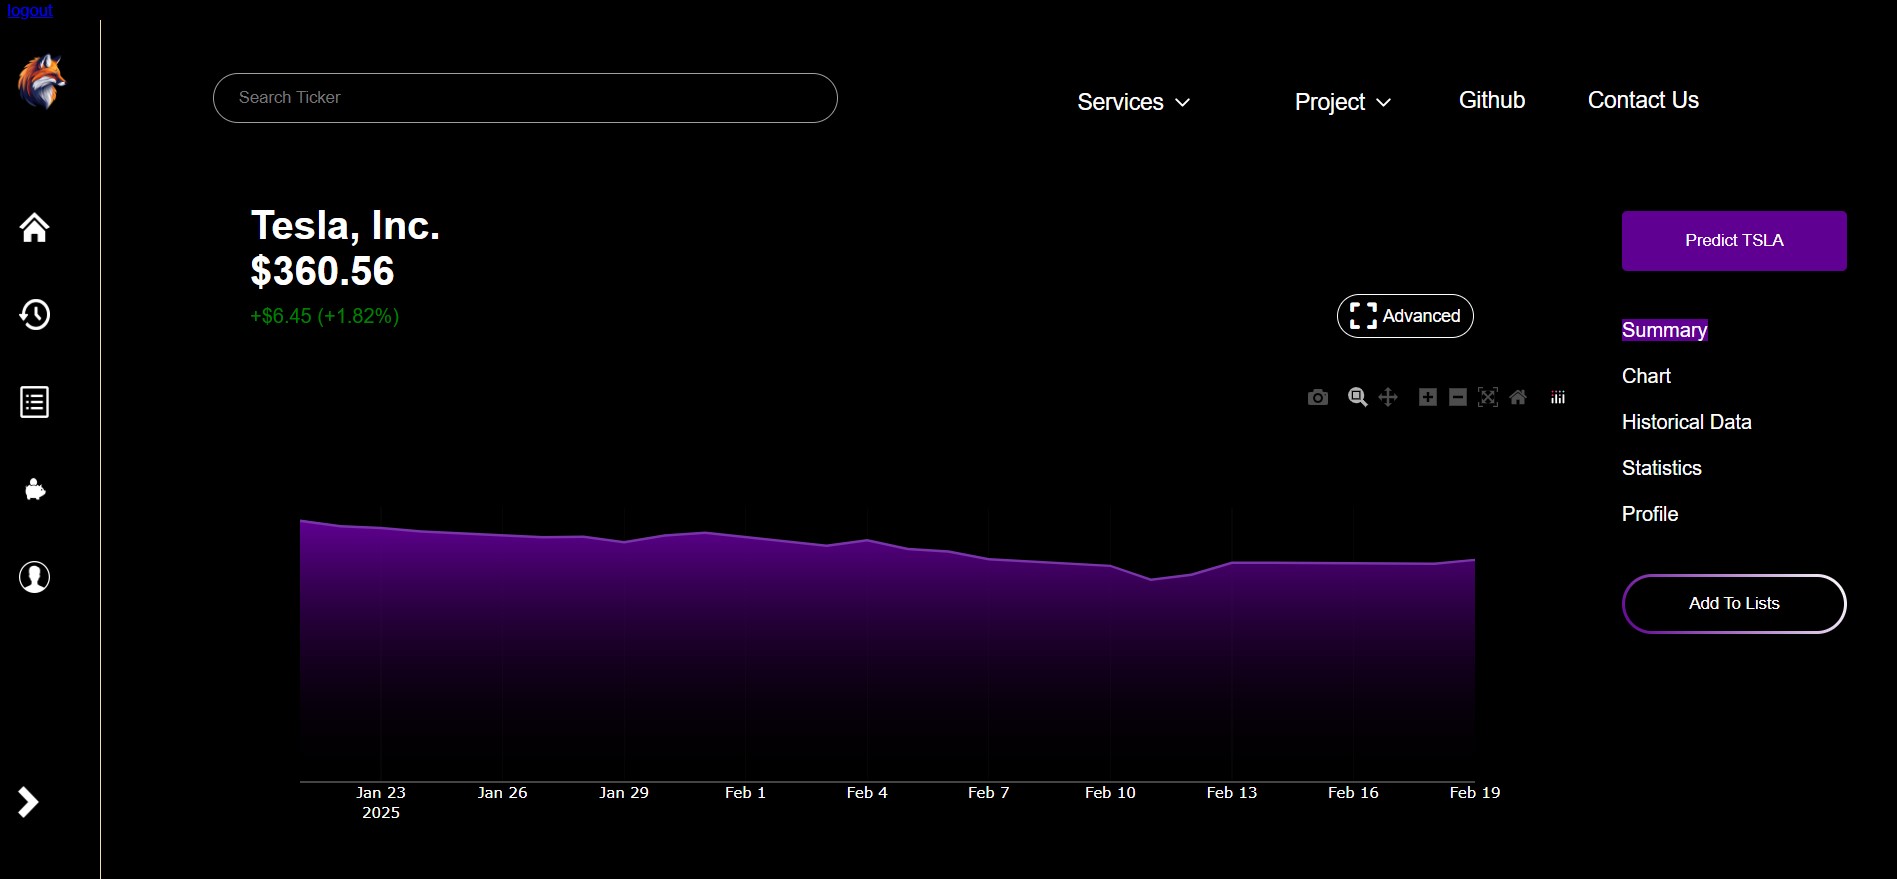 logout
Search Ticker
Services
Project
Github
Contact Us
Tesla, Inc.
$360.56
+$6.45 (+1.82%)
Advanced
Predict TSLA
Summary
Chart
Historical Data
Statistics
Profile
Add To Lists
Jan 23
2025
Jan 26
Jan 29
Feb 1
Feb 4
Feb 7
Feb 10
Feb 13
Feb 16
Feb 19